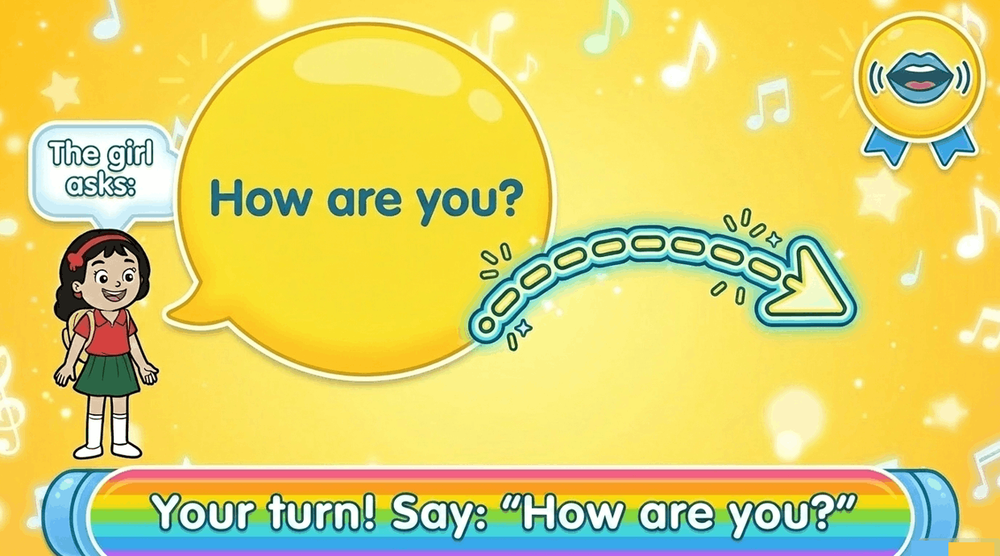 The girl
asks:
How are you?
Your turn! Say: “How are you?”